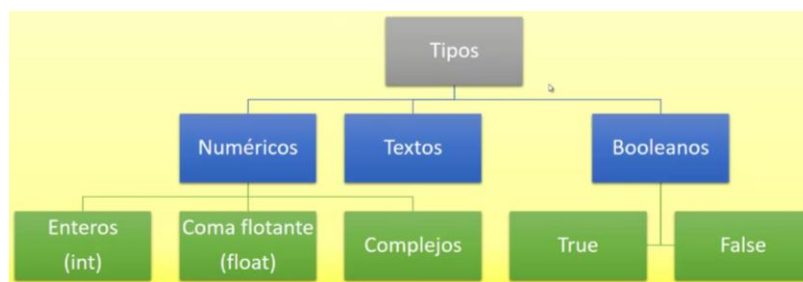 Tipos
Numéricos
Textos
Booleanos
Enteros
(int)
Coma flotante
(float)
Complejos
True
False